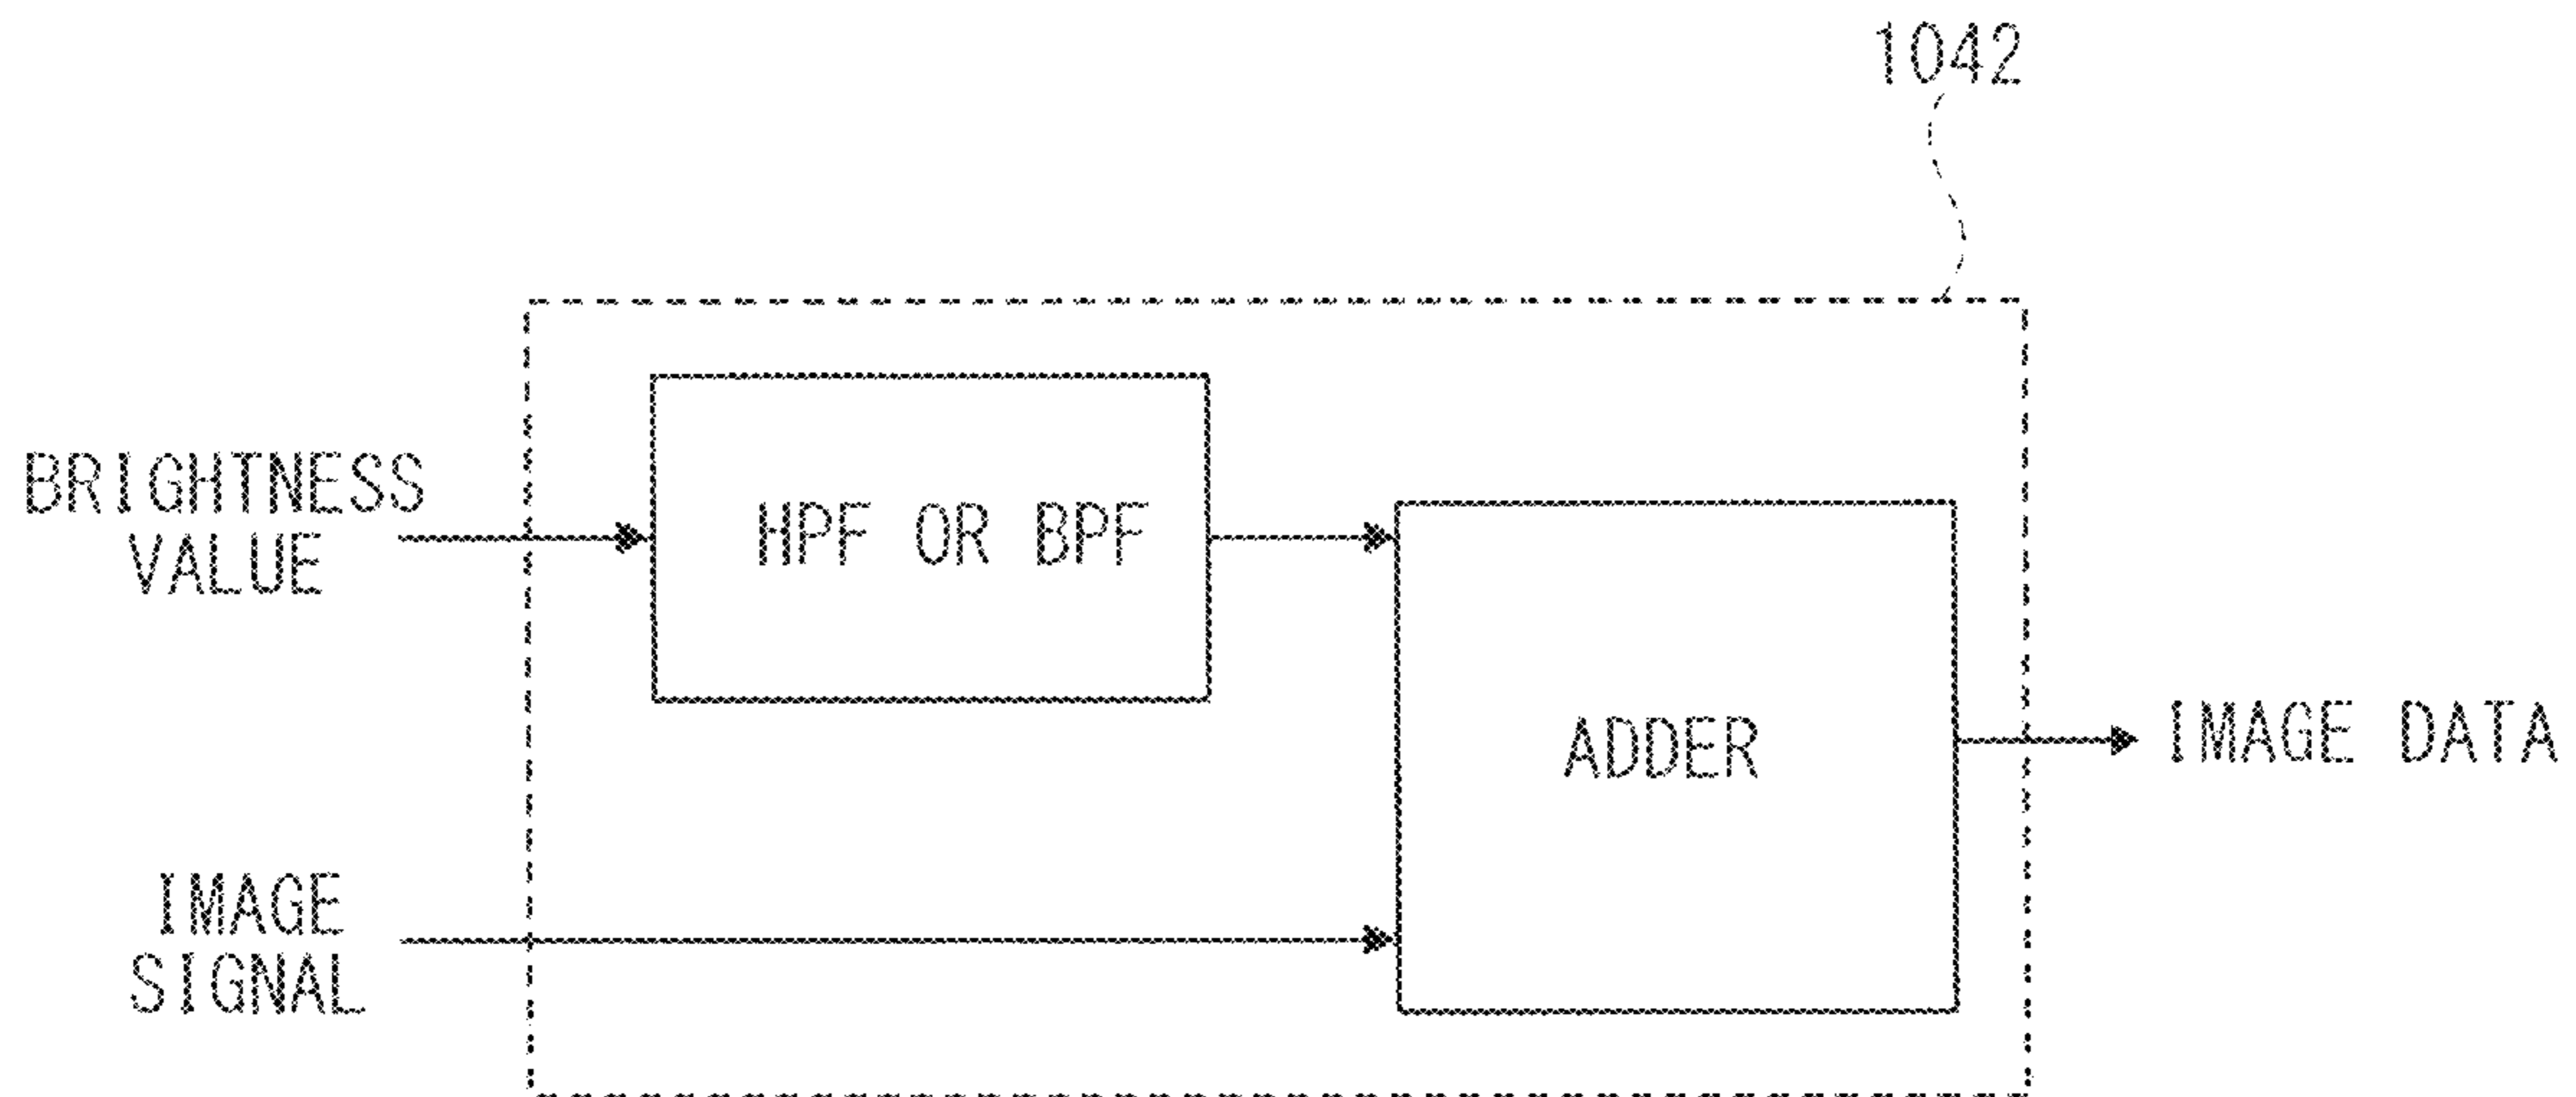 1042
BRIGHTNESS
VALUE
HPF OR BPF
ADDER
IMAGE DATA
IMAGE
SIGNAL